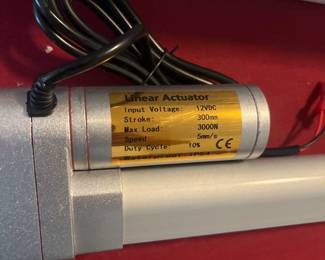 Linear Actuator
Input Voltage: 12VDC
Stroke: 300mm
Max Load: 3000N
Speed 5mm/s
Duty Cycle: 10% CE